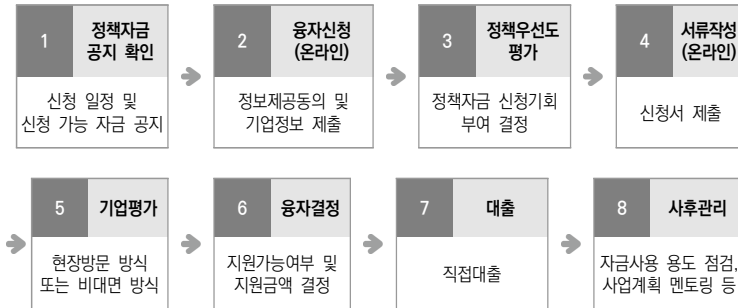 1
정책자금
공지 확인
신청 일정 및
신청 가능 자금 공지
2
융자신청
(온라인)
정보제공동의 및
기업정보 제출
3
정책우선도
평가
정책자금 신청기회
부여 결정
4
서류작성
(온라인)
신청서 제출
5
기업평가
현장방문 방식
또는 비대면 방식
6
융자결정
지원가능여부 및
지원금액 결정
7
대출
직접대출
8
사후관리
자금사용 용도 점검,
사업계획 멘토링 등